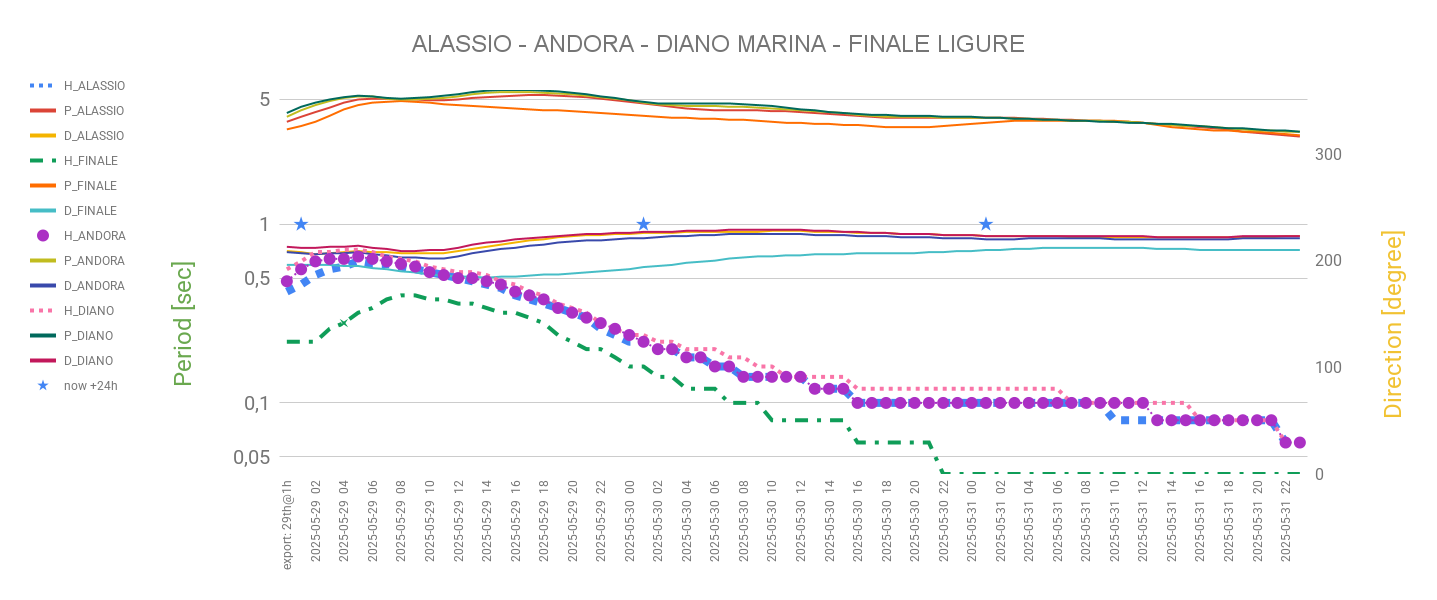 ALASSIO - ANDORA - DIANO MARINA - FINALE LIGURE
H_ALASSIO
P_ALASSIO
D_ALASSIO
H_FINALE
P_FINALE
D_FINALE
H_ANDORA
P_ANDORA
D_ANDORA
H_DIANO
P_DIANO
D_DIANO
now +24h
Period [sec]
5
1
0,5
0,1
0,05
300
200
100
0
Direction [degree]
export: 29th@1h
2025-05-29 02
2025-05-29 04
2025-05-29 06
2025-05-29 08
2025-05-29 10
2025-05-29 12
2025-05-29 14
2025-05-29 16
2025-05-29 18
2025-05-29 20
2025-05-29 22
2025-05-30 00
2025-05-30 02
2025-05-30 04
2025-05-30 06
2025-05-30 08
2025-05-30 10
2025-05-30 12
2025-05-30 14
2025-05-30 16
2025-05-30 18
2025-05-30 20
2025-05-30 22
2025-05-31 00
2025-05-31 02
2025-05-31 04
2025-05-31 06
2025-05-31 08
2025-05-31 10
2025-05-31 12
2025-05-31 14
2025-05-31 16
2025-05-31 18
2025-05-31 20
2025-05-31 22